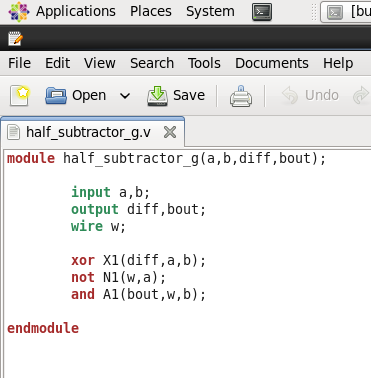 Applications Places System [bu
File Edit View Search Tools Documents Help
Open Save Undo
half_subtractor_g.v
module half_subtractor_g(a,b,diff,bout);
input a,b;
output diff,bout;
wire w;
xor X1(diff,a,b);
not N1(w,a);
and A1(bout,w,b);
endmodule